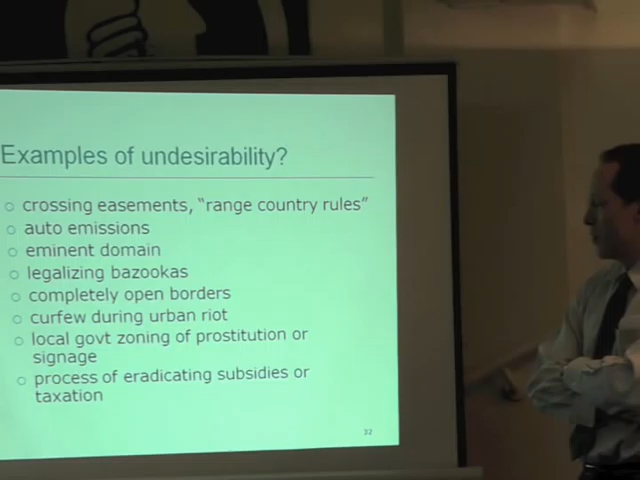 Examples of undesirability?
crossing easements, “range country rules”
auto emissions
eminent domain
legalizing bazookas
completely open borders
curfew during urban riot
local govt zoning of prostitution or
signage
process of eradicating subsidies or
taxation
32